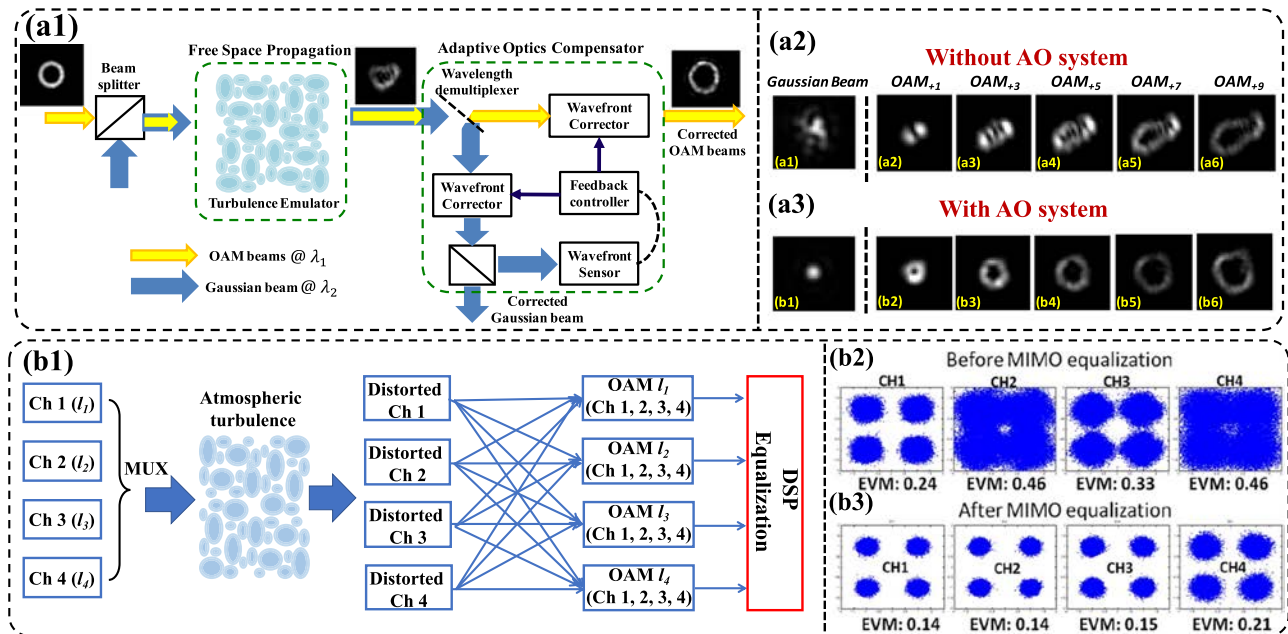 (a1)
Beam
splitter
Free Space Propagation
Turbulence Emulator
OAM beams @ λ₁
Gaussian beam @ λ₂
Adaptive Optics Compensator
Wavelength
demultiplexer
Wavefront
Corrector
Corrected
OAM beams
Wavefront
Corrector
Feedback
controller
Wavefront
Sensor
Corrected
Gaussian beam
(a2)
Without AO system
Gaussian Beam OAM+1 OAM+3 OAM+5 OAM+7 OAM+9
(a1) (a2) (a3) (a4) (a5) (a6)
(a3)
With AO system
(b1) (b2) (b3) (b4) (b5) (b6)
(b1)
Ch 1 (l₁)
Ch 2 (l₂)
Ch 3 (l₃)
Ch 4 (l₄)
MUX
Atmospheric
turbulence
Distorted
Ch 1
Distorted
Ch 2
Distorted
Ch 3
Distorted
Ch 4
OAM l₁
(Ch 1, 2, 3, 4)
OAM l₂
(Ch 1, 2, 3, 4)
OAM l₃
(Ch 1, 2, 3, 4)
OAM l₄
(Ch 1, 2, 3, 4)
DSP
Equalization
(b2)
Before MIMO equalization
CH1 CH2 CH3 CH4
EVM: 0.24 EVM: 0.46 EVM: 0.33 EVM: 0.46
(b3)
After MIMO equalization
CH1 CH2 CH3 CH4
EVM: 0.14 EVM: 0.14 EVM: 0.15 EVM: 0.21